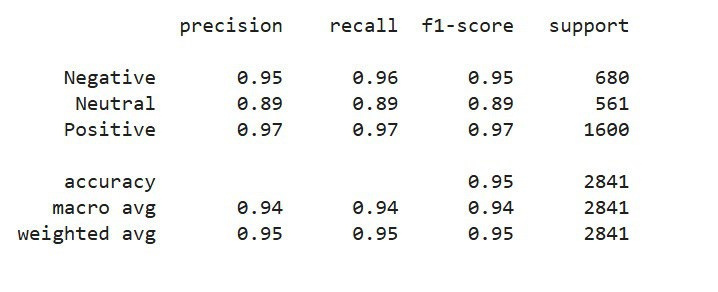 precision recall f1-score support
Negative 0.95 0.96 0.95 680
Neutral 0.89 0.89 0.89 561
Positive 0.97 0.97 0.97 1600
accuracy 0.95 2841
macro avg 0.94 0.94 0.94 2841
weighted avg 0.95 0.95 0.95 2841